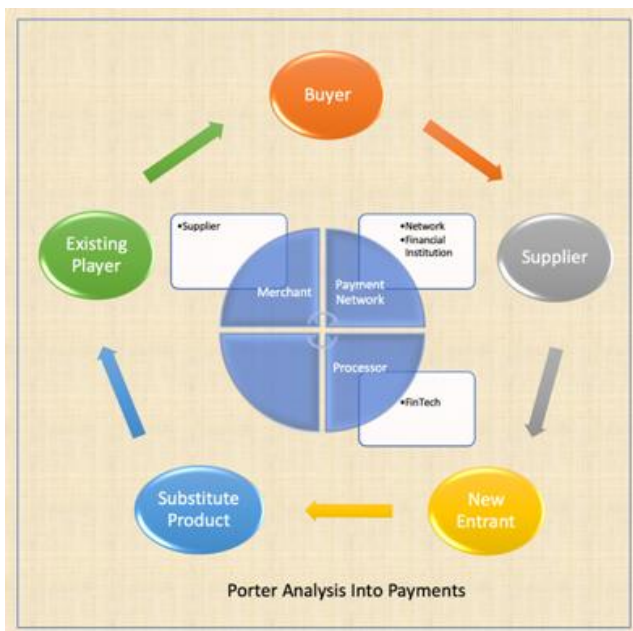 Buyer
Existing
Player
•Supplier
•Network
•Financial
Institution
Supplier
Merchant
Payment
Network
Processor
•FinTech
Substitute
Product
New
Entrant
Porter Analysis Into Payments